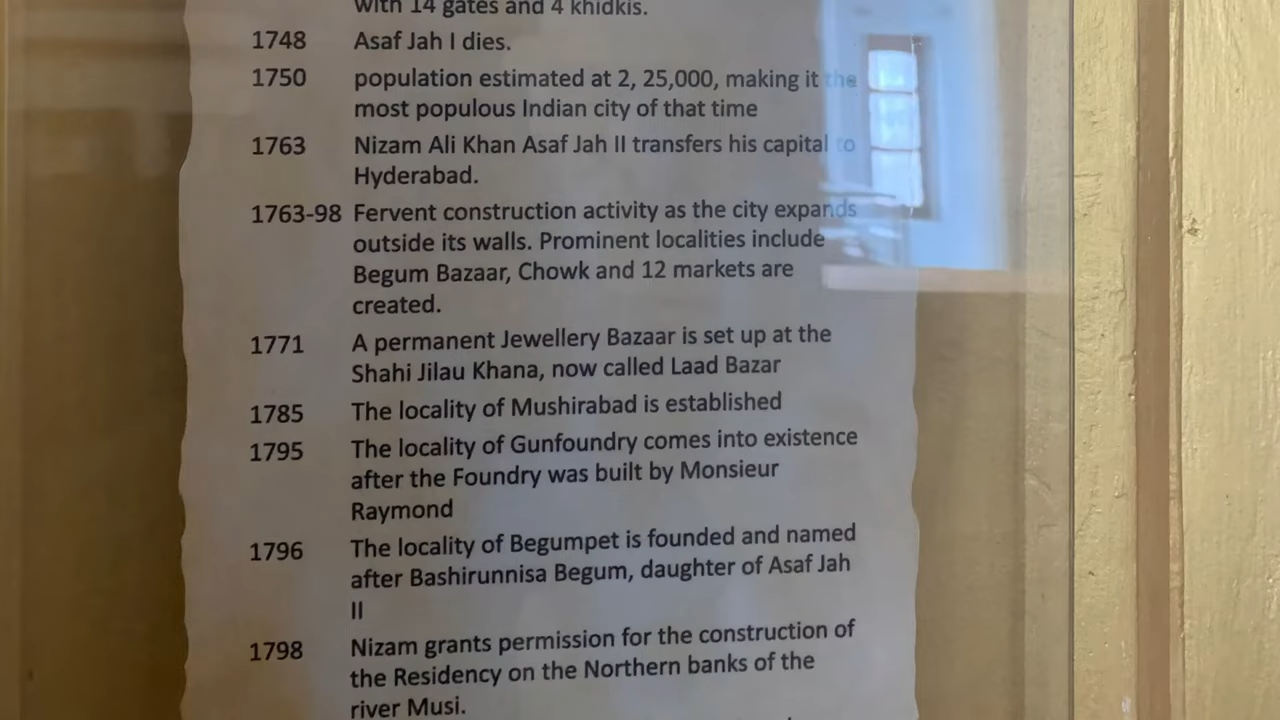 with 14 gates and 4 khidkis.
1748 Asaf Jah I dies.
1750 population estimated at 2, 25,000, making it the
most populous Indian city of that time
1763 Nizam Ali Khan Asaf Jah II transfers his capital to
Hyderabad.
1763-98 Fervent construction activity as the city expands
outside its walls. Prominent localities include
Begum Bazaar, Chowk and 12 markets are
created.
1771 A permanent Jewellery Bazaar is set up at the
Shahi Jilau Khana, now called Laad Bazar
1785 The locality of Mushirabad is established
1795 The locality of Gunfoundry comes into existence
after the Foundry was built by Monsieur
Raymond
1796 The locality of Begumpet is founded and named
after Bashirunnisa Begum, daughter of Asaf Jah
II
1798 Nizam grants permission for the construction of
the Residency on the Northern banks of the
river Musi.